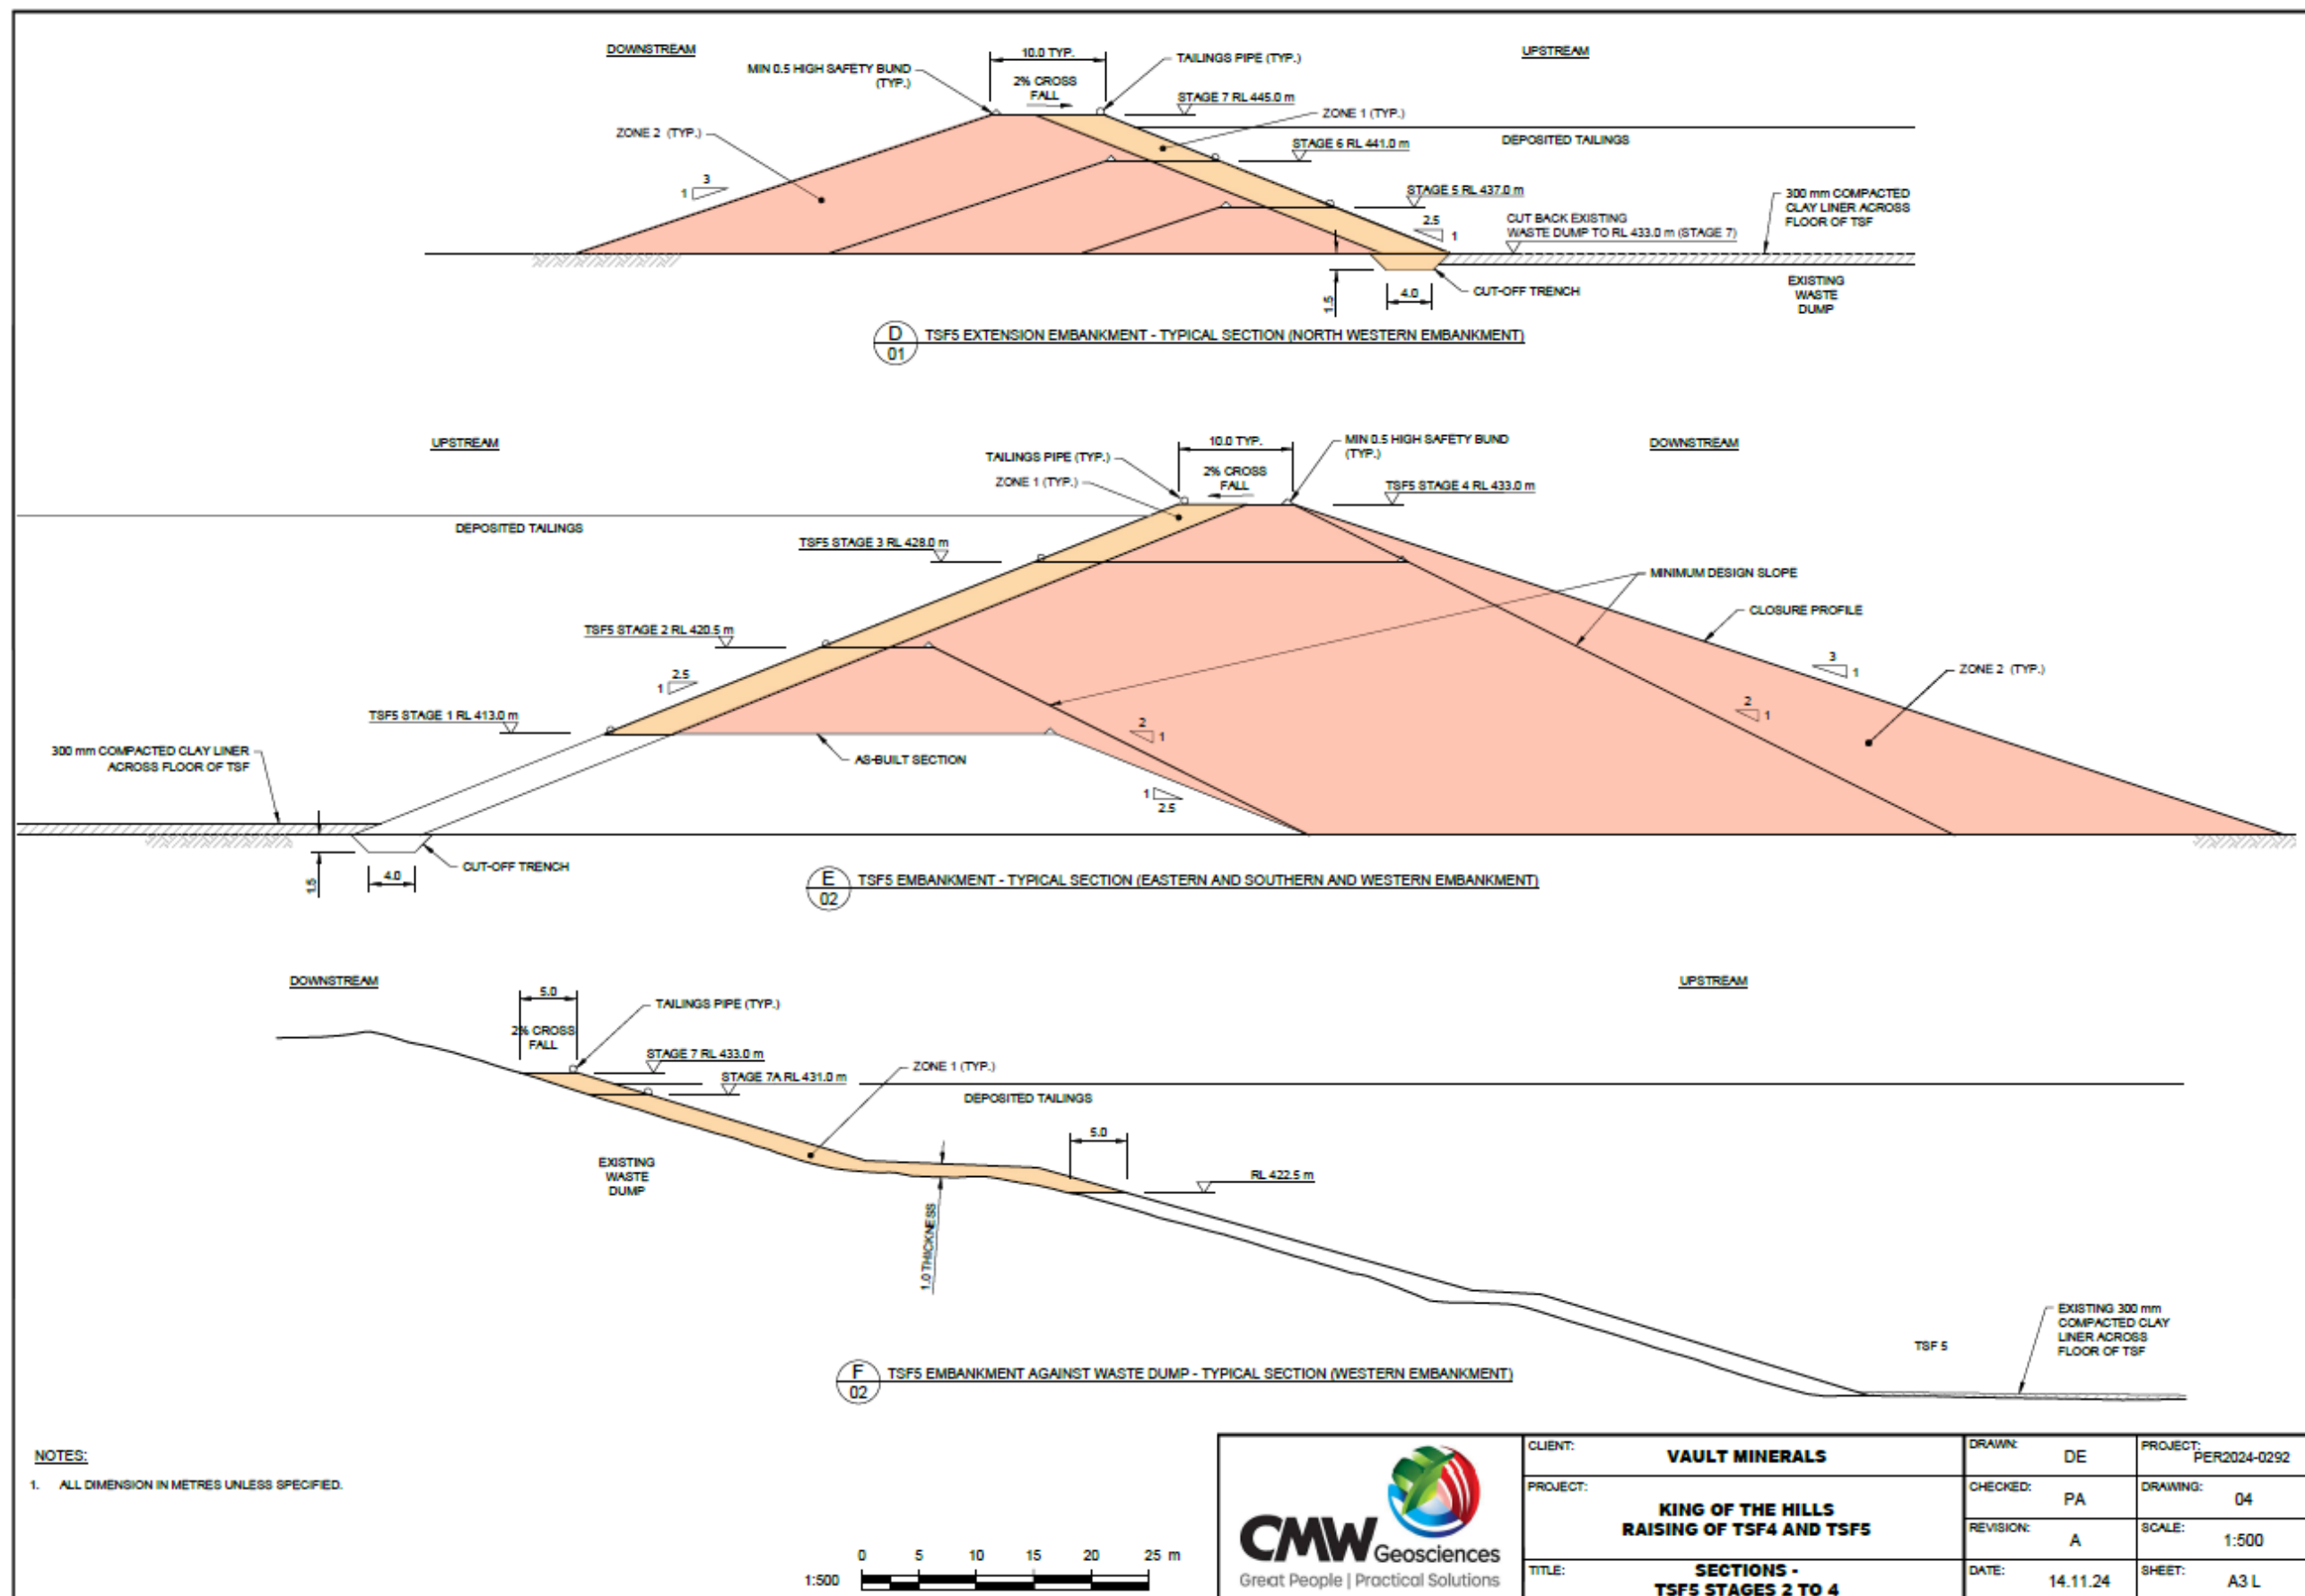 DOWNSTREAM
UPSTREAM
10.0 TYP.
MIN 0.5 HIGH SAFETY BUND
(TYP.)
2% CROSS
FALL
TAILINGS PIPE (TYP.)
STAGE 7 RL 445.0 m
ZONE 1 (TYP.)
ZONE 2 (TYP.)
DEPOSITED TAILINGS
STAGE 6 RL 441.0 m
3
1
STAGE 5 RL 437.0 m
2.5
1
CUT BACK EXISTING
WASTE DUMP TO RL 433.0 m (STAGE 7)
300 mm COMPACTED
CLAY LINER ACROSS
FLOOR OF TSF
EXISTING
WASTE
DUMP
1.5
4.0
CUT-OFF TRENCH
D
01
TSF5 EXTENSION EMBANKMENT - TYPICAL SECTION (NORTH WESTERN EMBANKMENT)
UPSTREAM
DOWNSTREAM
10.0 TYP.
TAILINGS PIPE (TYP.)
MIN 0.5 HIGH SAFETY BUND
(TYP.)
2% CROSS
FALL
ZONE 1 (TYP.)
TSF5 STAGE 4 RL 433.0 m
DEPOSITED TAILINGS
TSF5 STAGE 3 RL 428.0 m
MINIMUM DESIGN SLOPE
CLOSURE PROFILE
TSF5 STAGE 2 RL 420.5 m
3
1
ZONE 2 (TYP.)
2.5
1
2
1
2
1
TSF5 STAGE 1 RL 413.0 m
AS-BUILT SECTION
300 mm COMPACTED CLAY LINER
ACROSS FLOOR OF TSF
1
2.5
CUT-OFF TRENCH
1.5
4.0
E
02
TSF5 EMBANKMENT - TYPICAL SECTION (EASTERN AND SOUTHERN AND WESTERN EMBANKMENT)
DOWNSTREAM
UPSTREAM
5.0
TAILINGS PIPE (TYP.)
2% CROSS
FALL
STAGE 7 RL 433.0 m
ZONE 1 (TYP.)
STAGE 7A RL 431.0 m
DEPOSITED TAILINGS
5.0
EXISTING
WASTE
DUMP
RL 422.5 m
1.0 THICKNESS
EXISTING 300 mm
COMPACTED CLAY
LINER ACROSS
FLOOR OF TSF
TSF 5
F
02
TSF5 EMBANKMENT AGAINST WASTE DUMP - TYPICAL SECTION (WESTERN EMBANKMENT)
NOTES:
1. ALL DIMENSION IN METRES UNLESS SPECIFIED.
0 5 10 15 20 25 m
1:500
CMW Geosciences
Great People | Practical Solutions
CLIENT:
VAULT MINERALS
PROJECT:
KING OF THE HILLS
RAISING OF TSF4 AND TSF5
TITLE:
SECTIONS -
TSF5 STAGES 2 TO 4
DRAWN:
DE
PROJECT:
PER2024-0292
CHECKED:
PA
DRAWING:
04
REVISION:
A
SCALE:
1:500
DATE:
14.11.24
SHEET:
A3 L